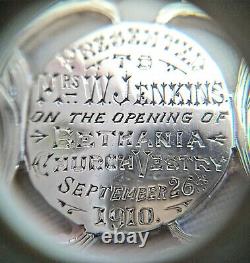 PRESENTED
TO
MRS W. JENKINS
ON THE OPENING OF
BETHANIA
CHURCH VESTRY
SEPTEMBER 26TH
1910.